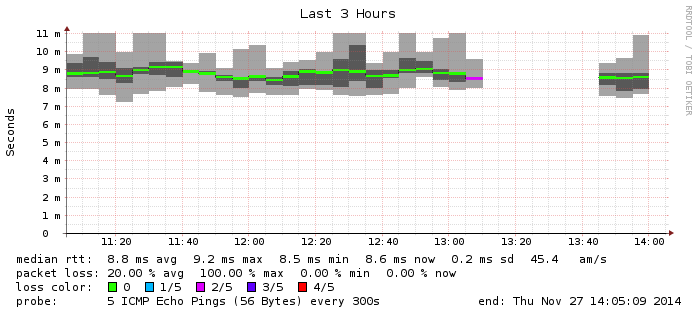 Last 3 Hours
RRDTOOL / TOBI OETIKER
Seconds
11 m
10 m
9 m
8 m
7 m
6 m
5 m
4 m
3 m
2 m
1 m
0
11:20 11:40 12:00 12:20 12:40 13:00 13:20 13:40 14:00
median rtt: 8.8 ms avg 9.2 ms max 8.5 ms min 8.6 ms now 0.2 ms sd 45.4 am/s
packet loss: 20.00 % avg 100.00 % max 0.00 % min 0.00 % now
loss color: 0 1/5 2/5 3/5 4/5
probe: 5 ICMP Echo Pings (56 Bytes) every 300s end: Thu Nov 27 14:05:09 2014